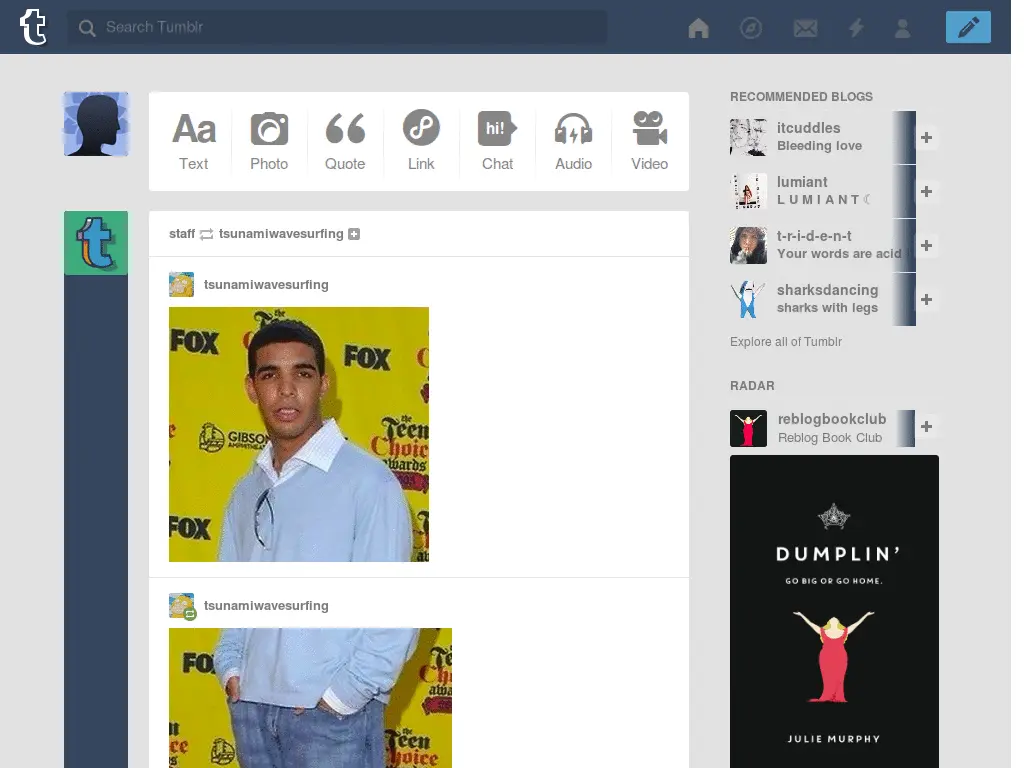 t
Search Tumblr
Aa
Text
Photo
Quote
Link
hi!
Chat
Audio
Video
staff tsunamiwavesurfing
tsunamiwavesurfing
FOX
FOX
the
Teen
Choice
Awards
GIBSON
AMPHITHEATRE
FOX
tsunamiwavesurfing
FO
Teen
Choice
RECOMMENDED BLOGS
itcuddles
Bleeding love
lumiant
L U M I A N T ☾
t-r-i-d-e-n-t
Your words are acid
sharksdancing
sharks with legs
Explore all of Tumblr
RADAR
reblogbookclub
Reblog Book Club
DUMPLIN’
GO BIG OR GO HOME.
JULIE MURPHY